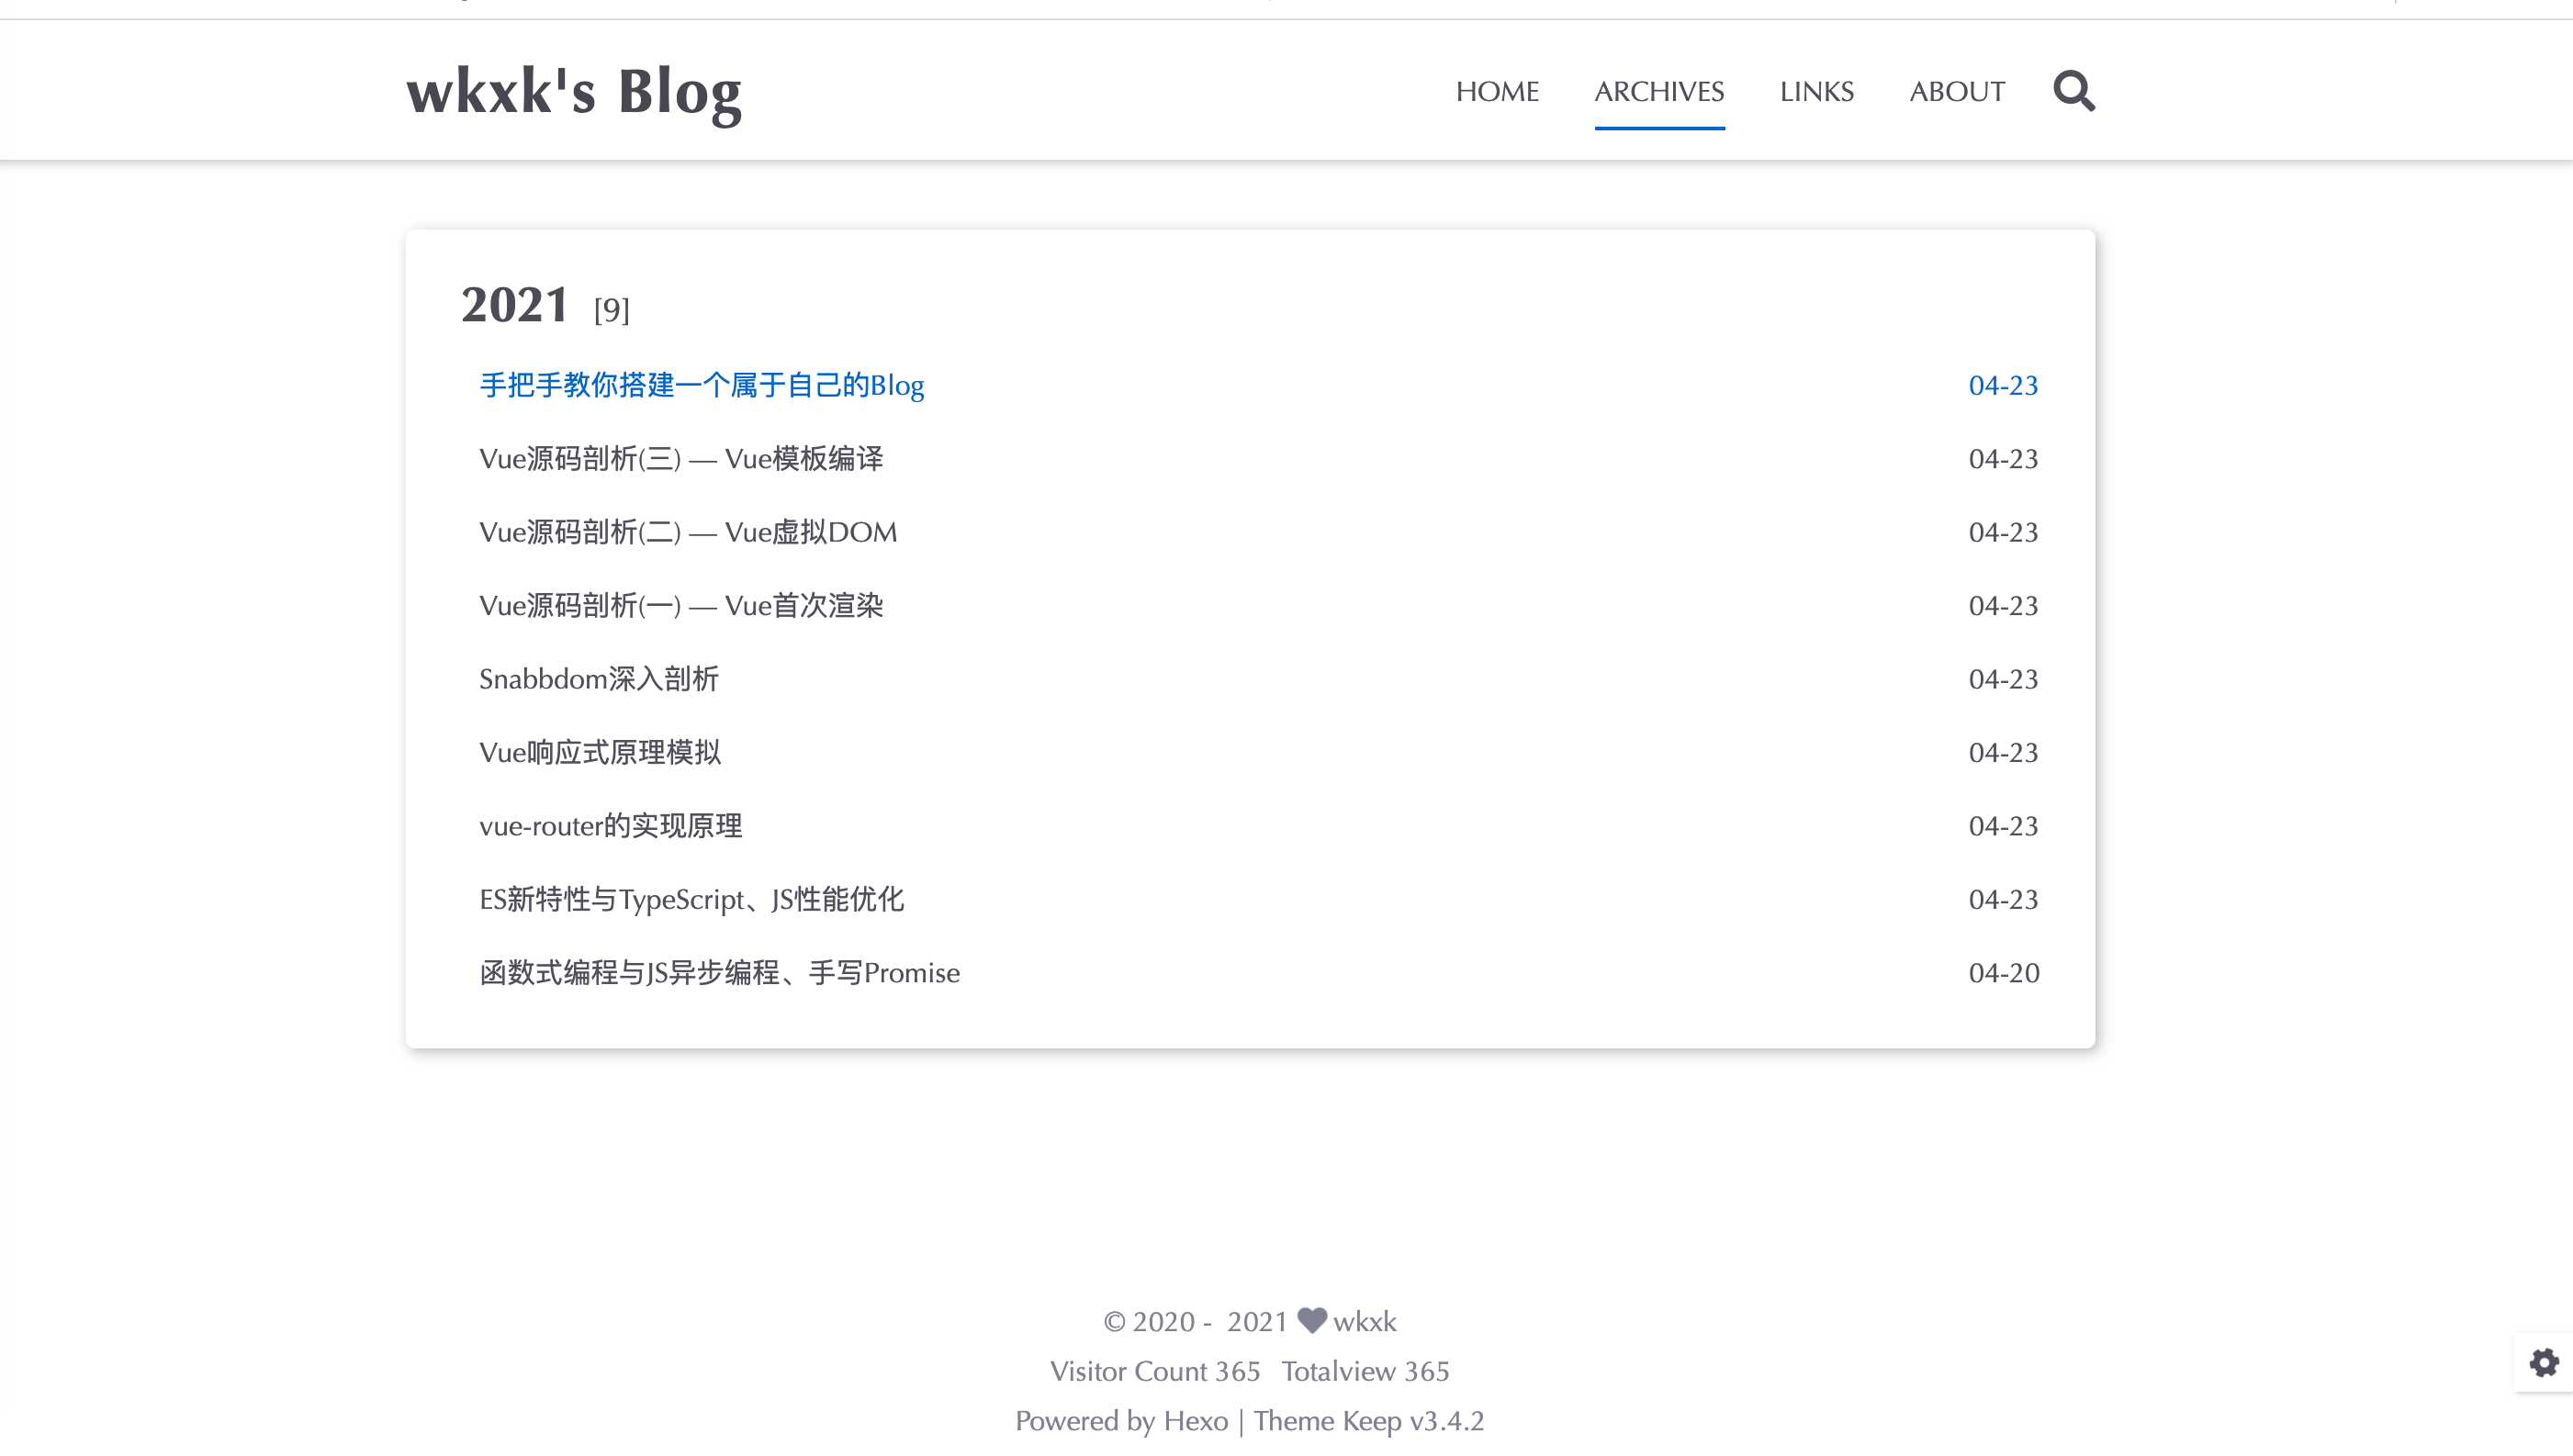 wkxk's Blog
HOME ARCHIVES LINKS ABOUT
2021 [9]
手把手教你搭建一个属于自己的Blog 04-23
Vue源码剖析(三) — Vue模板编译 04-23
Vue源码剖析(二) — Vue虚拟DOM 04-23
Vue源码剖析(一) — Vue首次渲染 04-23
Snabbdom深入剖析 04-23
Vue响应式原理模拟 04-23
vue-router的实现原理 04-23
ES新特性与TypeScript、JS性能优化 04-23
函数式编程与JS异步编程、手写Promise 04-20
© 2020 - 2021 wkxk
Visitor Count 365 Totalview 365
Powered by Hexo | Theme Keep v3.4.2